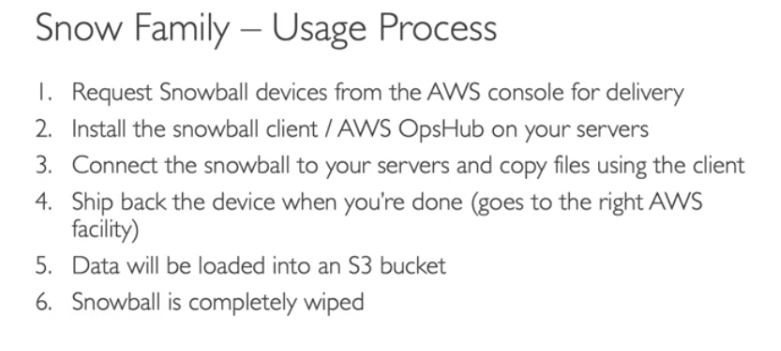 Snow Family – Usage Process
1. Request Snowball devices from the AWS console for delivery
2. Install the snowball client / AWS OpsHub on your servers
3. Connect the snowball to your servers and copy files using the client
4. Ship back the device when you're done (goes to the right AWS
facility)
5. Data will be loaded into an S3 bucket
6. Snowball is completely wiped